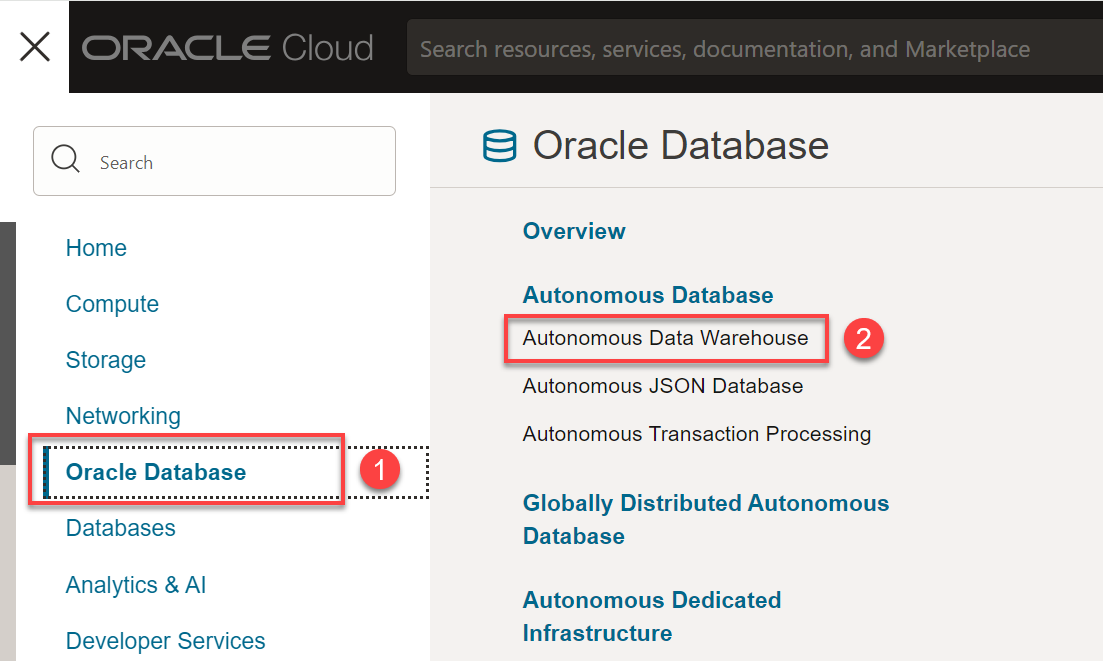 ORACLE Cloud
Search resources, services, documentation, and Marketplace
Search
Home
Compute
Storage
Networking
Oracle Database
1
Databases
Analytics & AI
Developer Services
Oracle Database
Overview
Autonomous Database
Autonomous Data Warehouse
2
Autonomous JSON Database
Autonomous Transaction Processing
Globally Distributed Autonomous
Database
Autonomous Dedicated
Infrastructure